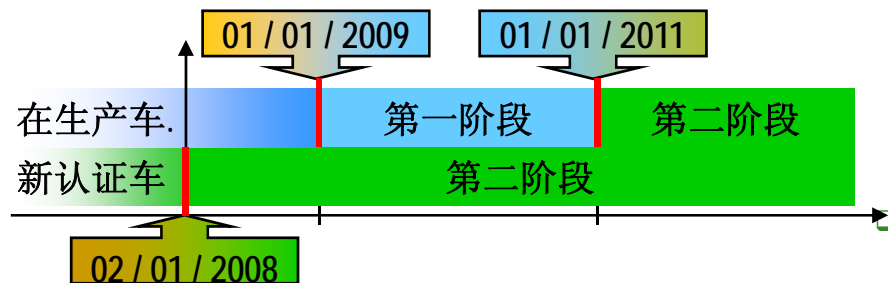 01 / 01 / 2009
01 / 01 / 2011
在生产车.
第一阶段
第二阶段
新认证车
第二阶段
02 / 01 / 2008